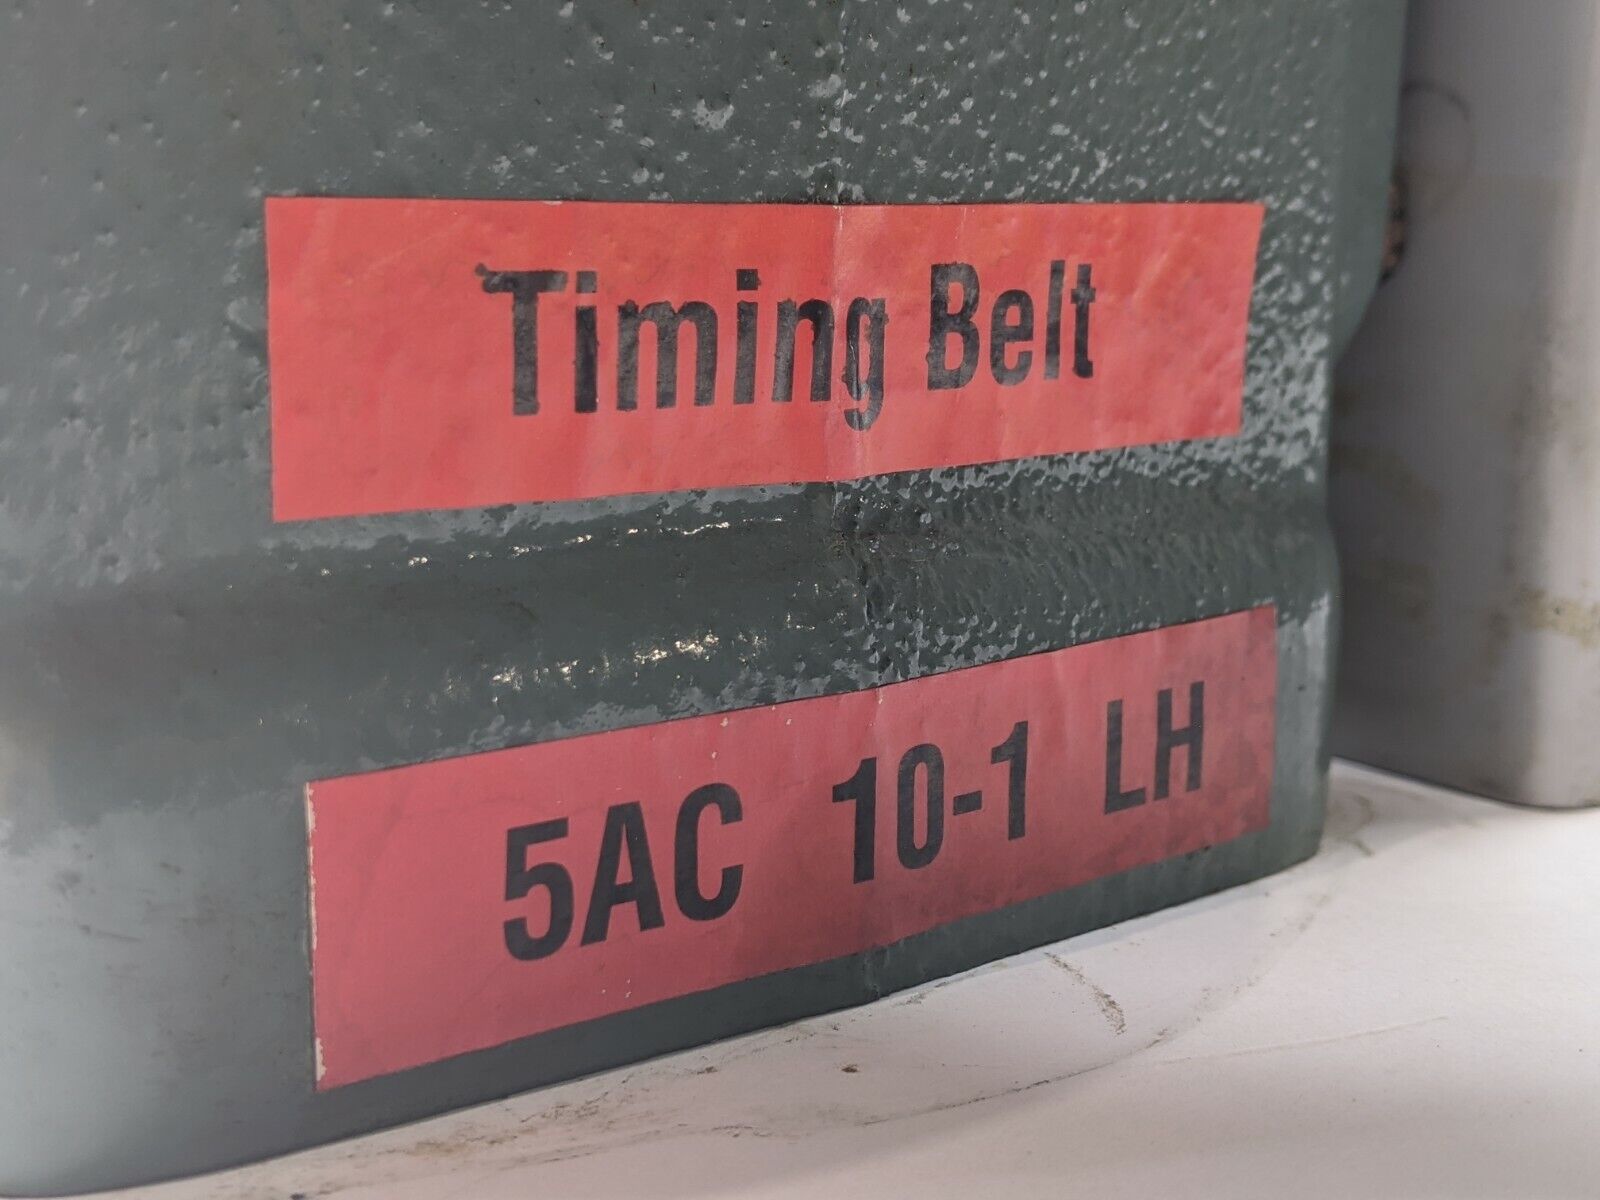 Timing Belt
5AC 10-1 LH